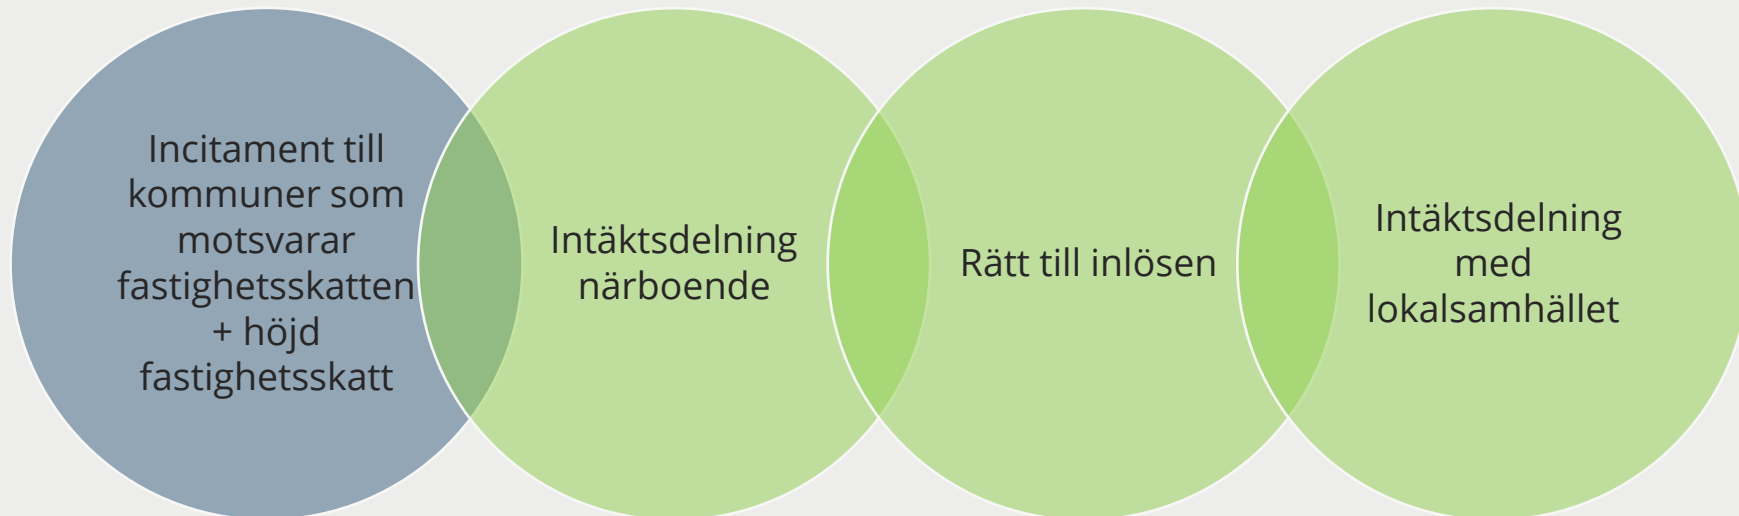 Incitament till
kommuner som
motsvarar
fastighetsskatten
+ höjd
fastighetsskatt
Intäktsdelning
närboende
Rätt till inlösen
Intäktsdelning
med
lokalsamhället